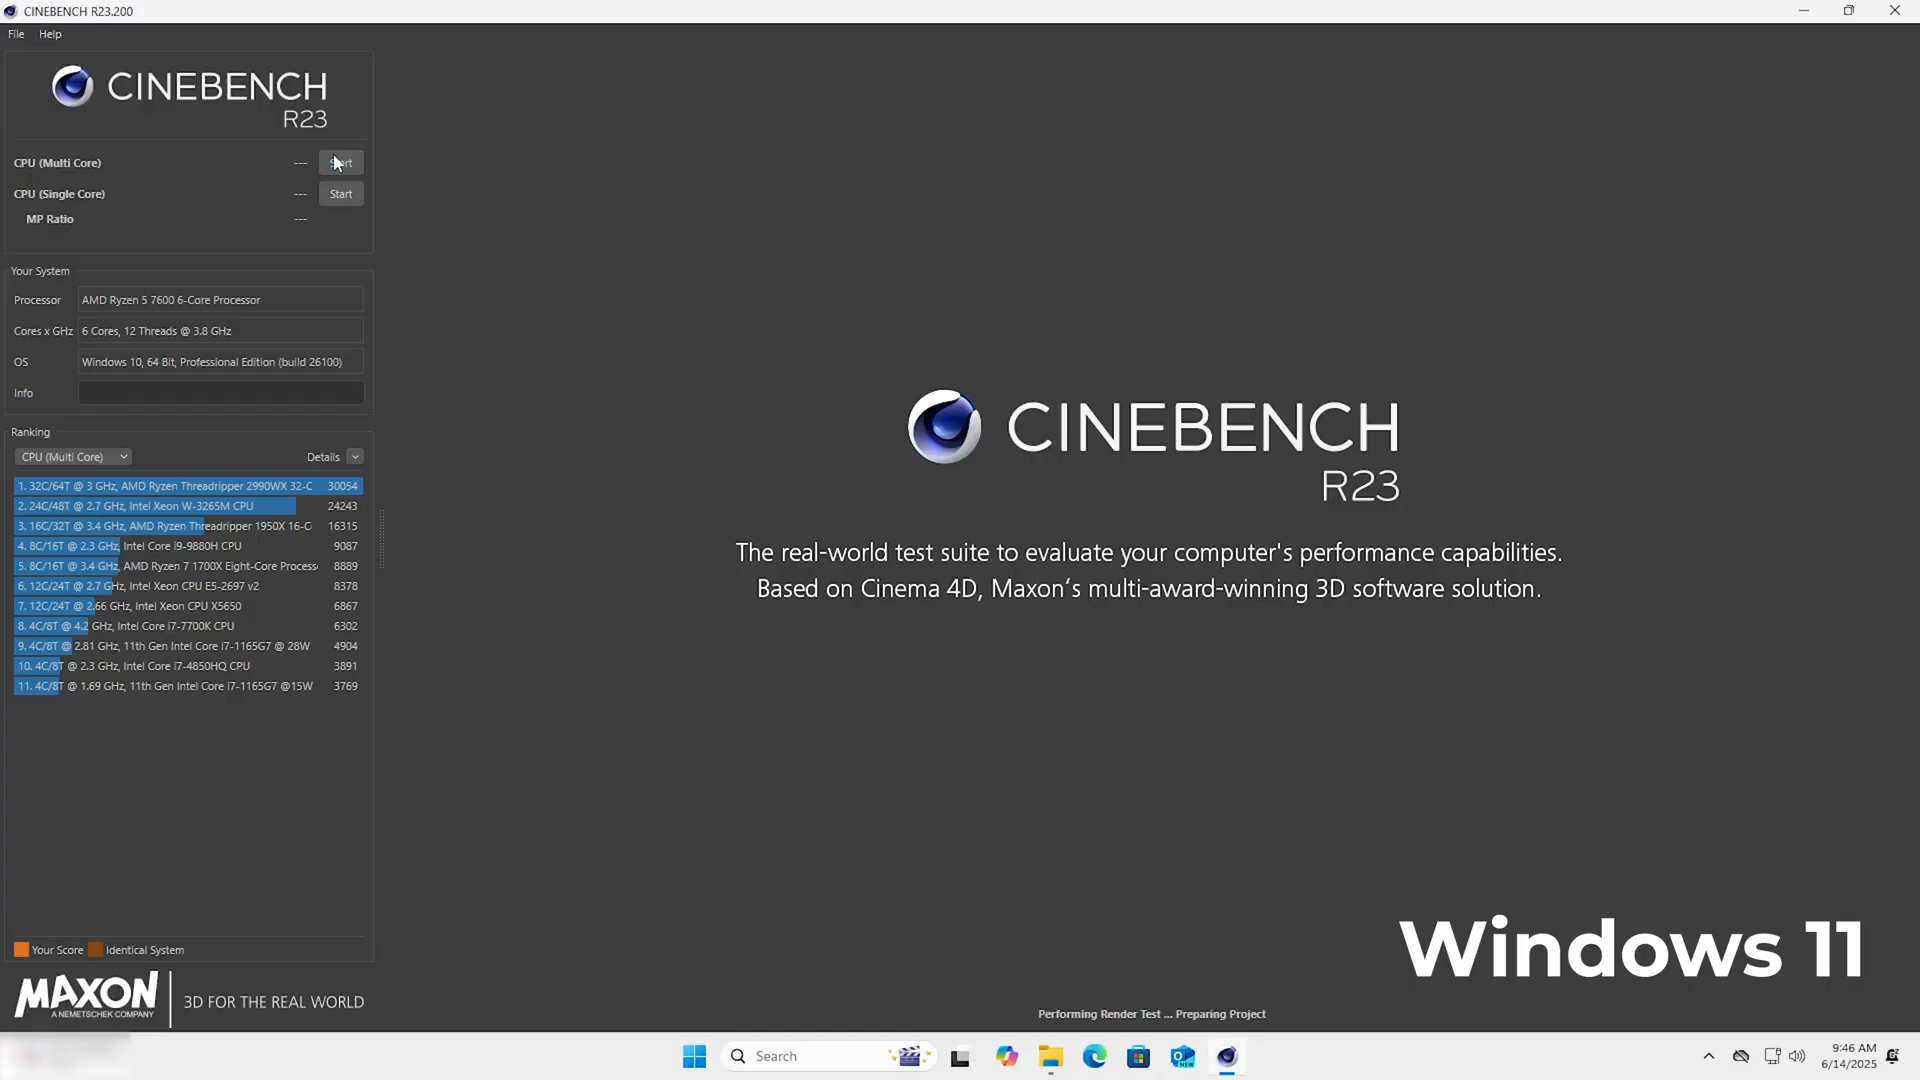 CINEBENCH R23.200
File Help
CINEBENCH
R23
CPU (Multi Core) ---
CPU (Single Core) --- Start
MP Ratio ---
Your System
Processor AMD Ryzen 5 7600 6-Core Processor
Cores x GHz 6 Cores, 12 Threads @ 3.8 GHz
OS Windows 10, 64 Bit, Professional Edition (build 26100)
Info
Ranking
CPU (Multi Core) Details
1. 32C/64T @ 3 GHz, AMD Ryzen Threadripper 2990WX 32-C 30054
2. 24C/48T @ 2.7 GHz, Intel Xeon W-3265M CPU 24243
3. 16C/32T @ 3.4 GHz, AMD Ryzen Threadripper 1950X 16-C 16315
4. 8C/16T @ 2.3 GHz, Intel Core i9-9880H CPU 9087
5. 8C/16T @ 3.4 GHz, AMD Ryzen 7 1700X Eight-Core Process 8889
6. 12C/24T @ 2.7 GHz, Intel Xeon CPU E5-2697 v2 8378
7. 12C/24T @ 2.66 GHz, Intel Xeon CPU X5650 6867
8. 4C/8T @ 4.2 GHz, Intel Core i7-7700K CPU 6302
9. 4C/8T @ 2.81 GHz, 11th Gen Intel Core i7-1165G7 @ 28W 4904
10. 4C/8T @ 2.3 GHz, Intel Core i7-4850HQ CPU 3891
11. 4C/8T @ 1.69 GHz, 11th Gen Intel Core i7-1165G7 @15W 3769
Your Score Identical System
MAXON
A NEMETSCHEK COMPANY
3D FOR THE REAL WORLD
CINEBENCH
R23
The real-world test suite to evaluate your computer's performance capabilities.
Based on Cinema 4D, Maxon's multi-award-winning 3D software solution.
Windows 11
Performing Render Test ... Preparing Project
Search
9:46 AM
6/14/2025